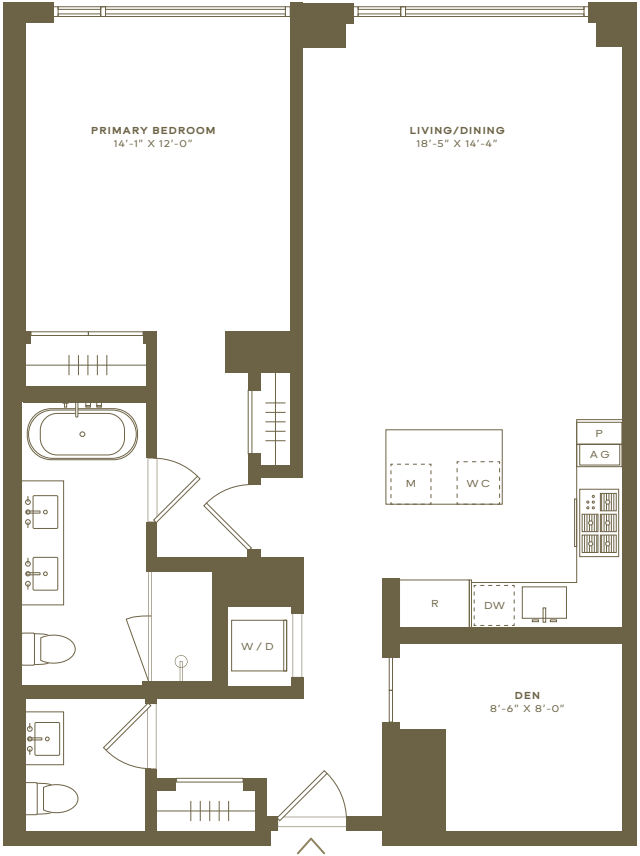 PRIMARY BEDROOM
14'-1" X 12'-0"
LIVING/DINING
18'-5" X 14'-4"
P
AG
M
WC
R
DW
W/D
DEN
8'-6" X 8'-0"